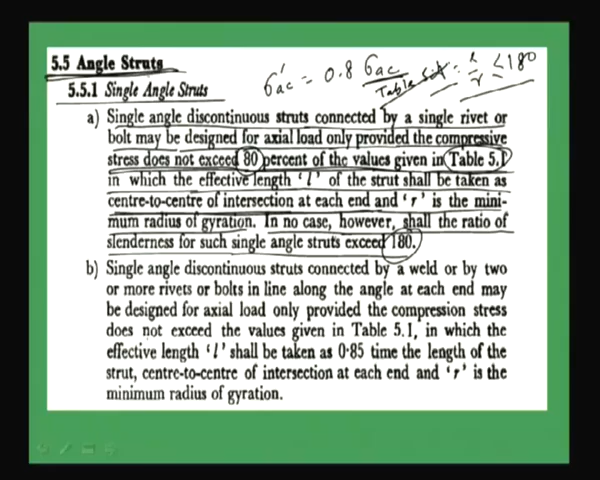 5.5 Angle Struts
σ'ac = 0.8 σac
Table 5.1
l/r < 180
5.5.1 Single Angle Struts
a) Single angle discontinuous struts connected by a single rivet or
bolt may be designed for axial load only provided the compressive
stress does not exceed 80 percent of the values given in Table 5.1
in which the effective length ‘l’ of the strut shall be taken as
centre-to-centre of intersection at each end and ‘r’ is the mini-
mum radius of gyration. In no case, however, shall the ratio of
slenderness for such single angle struts exceed 180.
b) Single angle discontinuous struts connected by a weld or by two
or more rivets or bolts in line along the angle at each end may
be designed for axial load only provided the compression stress
does not exceed the values given in Table 5.1, in which the
effective length ‘l’ shall be taken as 0·85 time the length of the
strut, centre-to-centre of intersection at each end and ‘r’ is the
minimum radius of gyration.